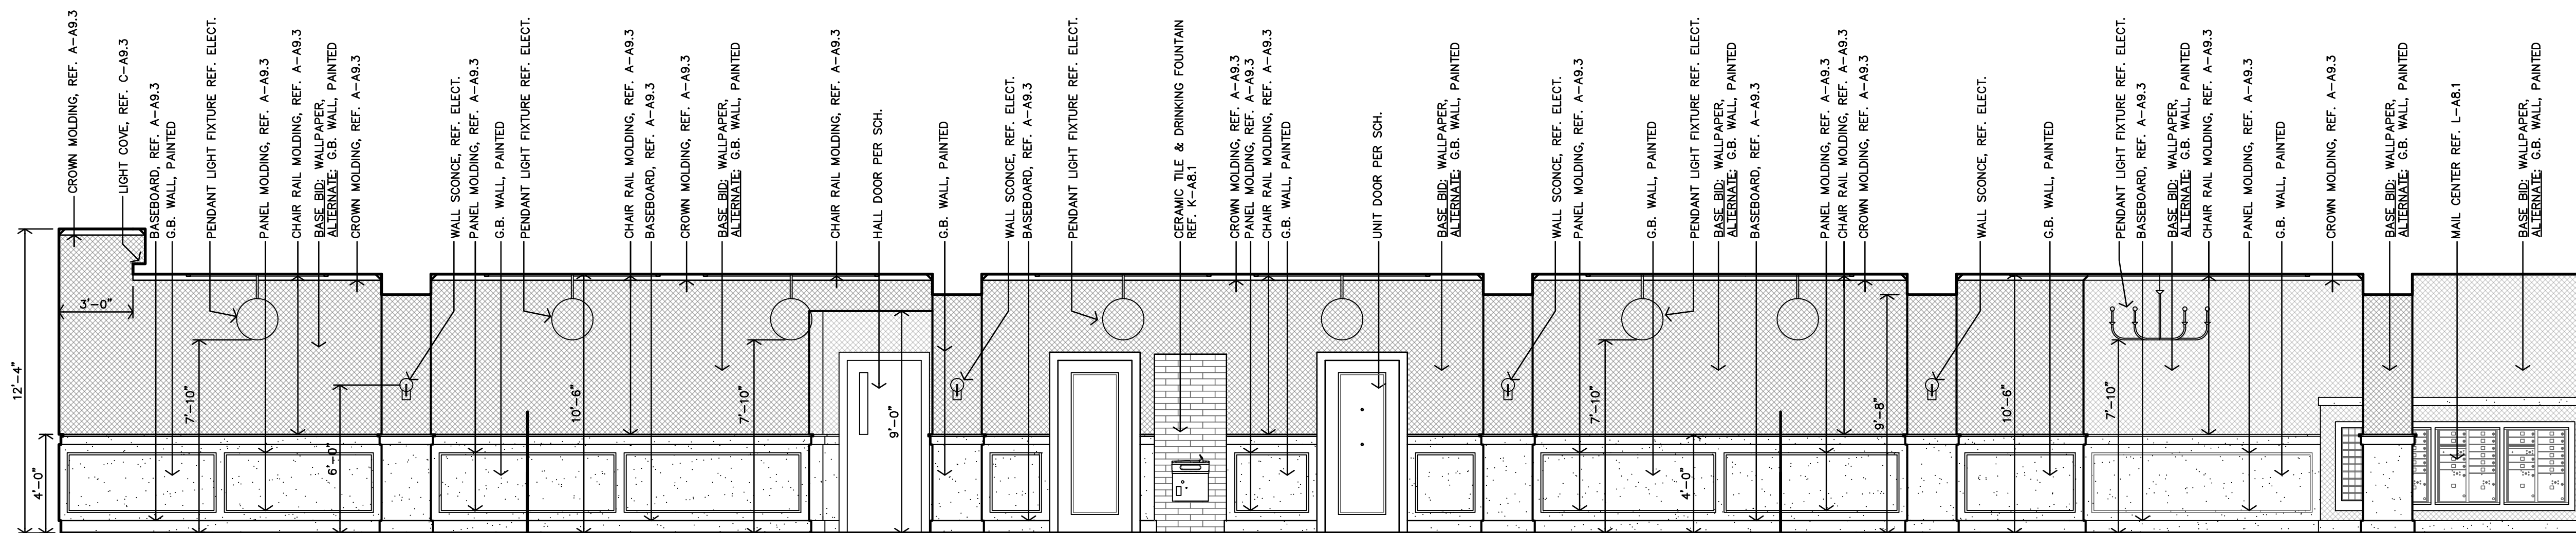 CROWN MOLDING, REF. A-A9.3
LIGHT COVE, REF. C-A9.3
BASEBOARD, REF. A-A9.3
G.B. WALL, PAINTED
PENDANT LIGHT FIXTURE REF. ELECT.
PANEL MOLDING, REF. A-A9.3
CHAIR RAIL MOLDING, REF. A-A9.3
BASE BID: WALLPAPER,
ALTERNATE: G.B. WALL, PAINTED
CROWN MOLDING, REF. A-A9.3
WALL SCONCE, REF. ELECT.
PANEL MOLDING, REF. A-A9.3
G.B. WALL, PAINTED
PENDANT LIGHT FIXTURE REF. ELECT.
CHAIR RAIL MOLDING, REF. A-A9.3
BASEBOARD, REF. A-A9.3
CROWN MOLDING, REF. A-A9.3
BASE BID: WALLPAPER,
ALTERNATE: G.B. WALL, PAINTED
CHAIR RAIL MOLDING, REF. A-A9.3
HALL DOOR PER SCH.
G.B. WALL, PAINTED
WALL SCONCE, REF. ELECT.
BASEBOARD, REF. A-A9.3
PENDANT LIGHT FIXTURE REF. ELECT.
CERAMIC TILE & DRINKING FOUNTAIN
REF. K-A8.1
CROWN MOLDING, REF. A-A9.3
PANEL MOLDING, REF. A-A9.3
CHAIR RAIL MOLDING, REF. A-A9.3
G.B. WALL, PAINTED
UNIT DOOR PER SCH.
BASE BID: WALLPAPER,
ALTERNATE: G.B. WALL, PAINTED
WALL SCONCE, REF. ELECT.
PANEL MOLDING, REF. A-A9.3
G.B. WALL, PAINTED
PENDANT LIGHT FIXTURE REF. ELECT.
BASE BID: WALLPAPER,
ALTERNATE: G.B. WALL, PAINTED
BASEBOARD, REF. A-A9.3
PANEL MOLDING, REF. A-A9.3
CHAIR RAIL MOLDING, REF. A-A9.3
CROWN MOLDING, REF. A-A9.3
WALL SCONCE, REF. ELECT.
G.B. WALL, PAINTED
PENDANT LIGHT FIXTURE REF. ELECT.
BASEBOARD, REF. A-A9.3
BASE BID: WALLPAPER,
ALTERNATE: G.B. WALL, PAINTED
CHAIR RAIL MOLDING, REF. A-A9.3
PANEL MOLDING, REF. A-A9.3
G.B. WALL, PAINTED
CROWN MOLDING, REF. A-A9.3
BASE BID: WALLPAPER,
ALTERNATE: G.B. WALL, PAINTED
MAIL CENTER REF. L-A8.1
BASE BID: WALLPAPER,
ALTERNATE: G.B. WALL, PAINTED
12'-4"
4'-0"
3'-0"
7'-10"
6'-0"
10'-6"
7'-10"
9'-0"
7'-10"
4'-0"
9'-8"
10'-6"
7'-10"